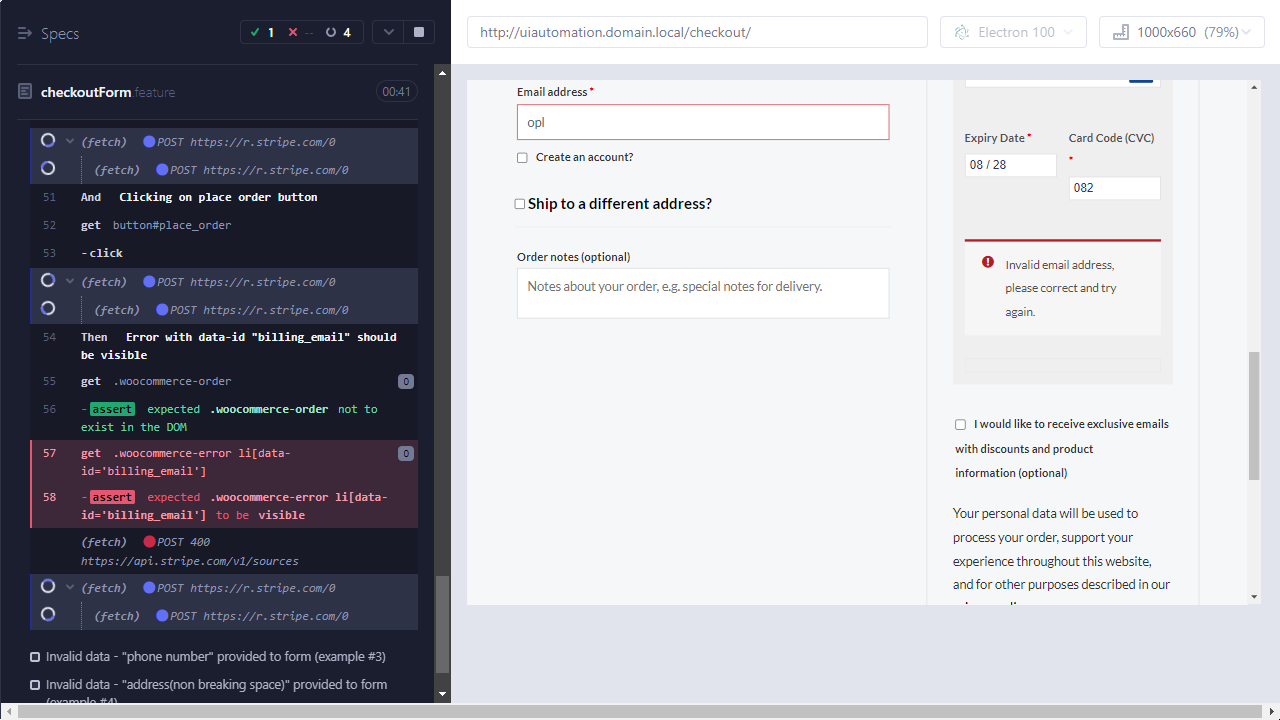 Specs
1
--
4
checkoutForm.feature
00:41
(fetch) POST https://r.stripe.com/0
(fetch) POST https://r.stripe.com/0
51 And Clicking on place order button
52 get button#place_order
53 -click
(fetch) POST https://r.stripe.com/0
(fetch) POST https://r.stripe.com/0
54 Then Error with data-id "billing_email" should
be visible
55 get .woocommerce-order 0
56 -assert expected .woocommerce-order not to
exist in the DOM
57 get .woocommerce-error li[data- 0
id='billing_email']
58 -assert expected .woocommerce-error li[data-
id='billing_email'] to be visible
(fetch) POST 400
https://api.stripe.com/v1/sources
(fetch) POST https://r.stripe.com/0
(fetch) POST https://r.stripe.com/0
Invalid data - "phone number" provided to form (example #3)
Invalid data - "address(non breaking space)" provided to form
(example #4)
http://uiautomation.domain.local/checkout/
Electron 100
1000x660 (79%)
Email address *
opl
Create an account?
Ship to a different address?
Order notes (optional)
Notes about your order, e.g. special notes for delivery.
Expiry Date *
08 / 28
Card Code (CVC)
*
082
Invalid email address,
please correct and try
again.
I would like to receive exclusive emails
with discounts and product
information (optional)
Your personal data will be used to
process your order, support your
experience throughout this website,
and for other purposes described in our